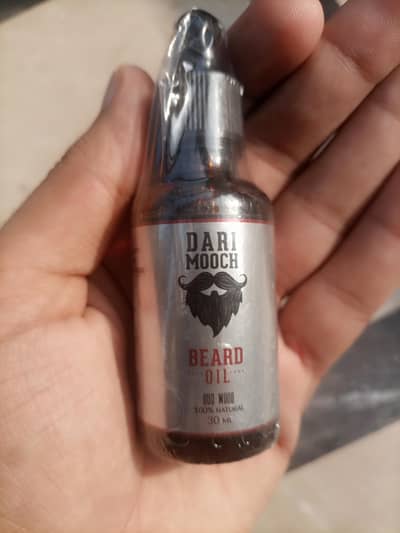 DARI
MOOCH
BEARD
OIL
OUD WOOD
100% NATURAL
30 ML